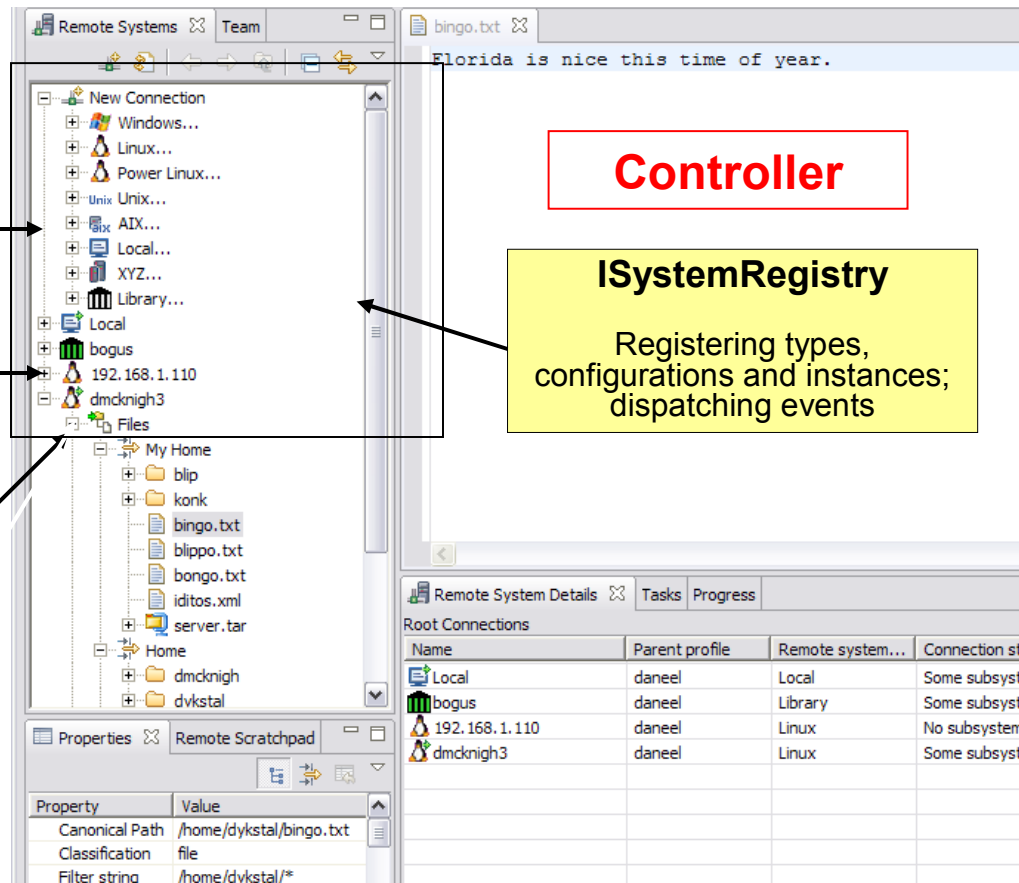 Remote Systems Team
New Connection
Windows...
Linux...
Power Linux...
Unix Unix...
aix AIX...
Local...
XYZ...
Library...
Local
bogus
192.168.1.110
dmcknigh3
Files
My Home
blip
konk
bingo.txt
blippo.txt
bongo.txt
iditos.xml
server.tar
Home
dmcknigh
dykstal
bingo.txt
Florida is nice this time of year.
Controller
ISystemRegistry
Registering types,
configurations and instances;
dispatching events
Properties Remote Scratchpad
Property Value
Canonical Path /home/dykstal/bingo.txt
Classification file
Filter string /home/dykstal/*
Remote System Details Tasks Progress
Root Connections
Name Parent profile Remote system... Connection st
Local daneel Local Some subsyst
bogus daneel Library Some subsyst
192.168.1.110 daneel Linux No subsystem
dmcknigh3 daneel Linux Some subsyst